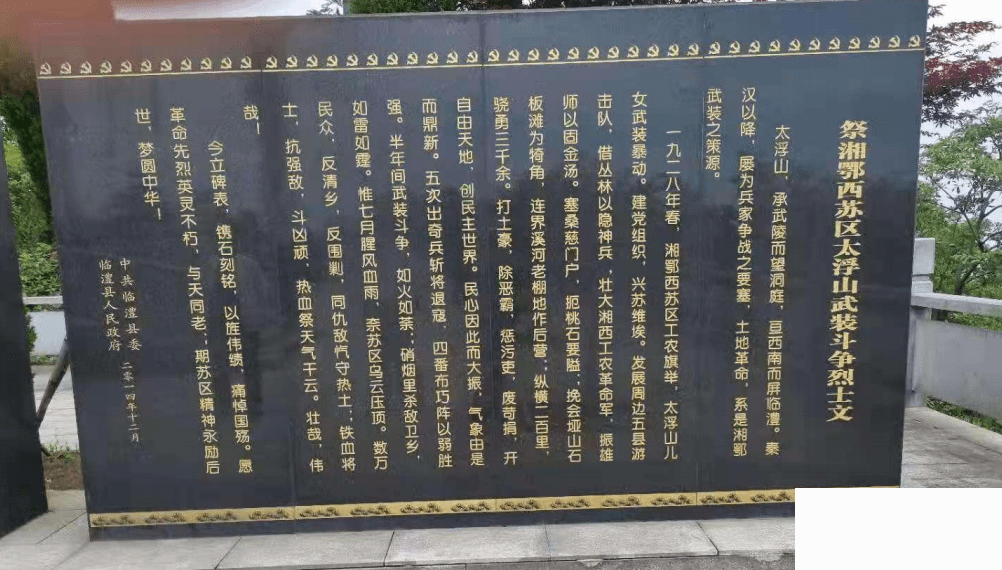 祭湘鄂西苏区太浮山武装斗争烈士文
太浮山，承武陵而望洞庭，亘西南而屏临澧。秦
汉以降，屡为兵家争战之要塞，土地革命，系是湘鄂
武装之策源。
一九二八年春，湘鄂西苏区工农旗举，太浮山儿
女武装暴动。建党组织，兴苏维埃。发展周边五县游
击队，借丛林以隐神兵，壮大湘西工农革命军，振雄
师以固金汤。塞桑慈门户，扼桃石要隘；挽会垭山石
板滩为犄角，连界溪河老棚地作后营；纵横二百里，
骁勇三千余。打土豪，除恶霸，惩污吏，废苛捐，开
自由天地，创民主世界。民心因此而大振，气象由是
而鼎新。五次出奇兵斩将退寇，四番布巧阵以弱胜
强。半年间武装斗争，如火如荼；硝烟里杀敌卫乡，
如雷如霆。惟七月腥风血雨，奈苏区乌云压顶。数万
民众，反清乡，反围剿，同仇敌忾守热土；铁血将
士，抗强敌，斗凶顽，热血祭天气干云。壮哉，伟
哉！
今立碑表，镌石刻铭，以旌伟绩，痛悼国殇。愿
革命先烈英灵不朽，与天同老；期苏区精神永励后
世，梦圆中华！
中共临澧县委
临澧县人民政府
二零一四年十二月